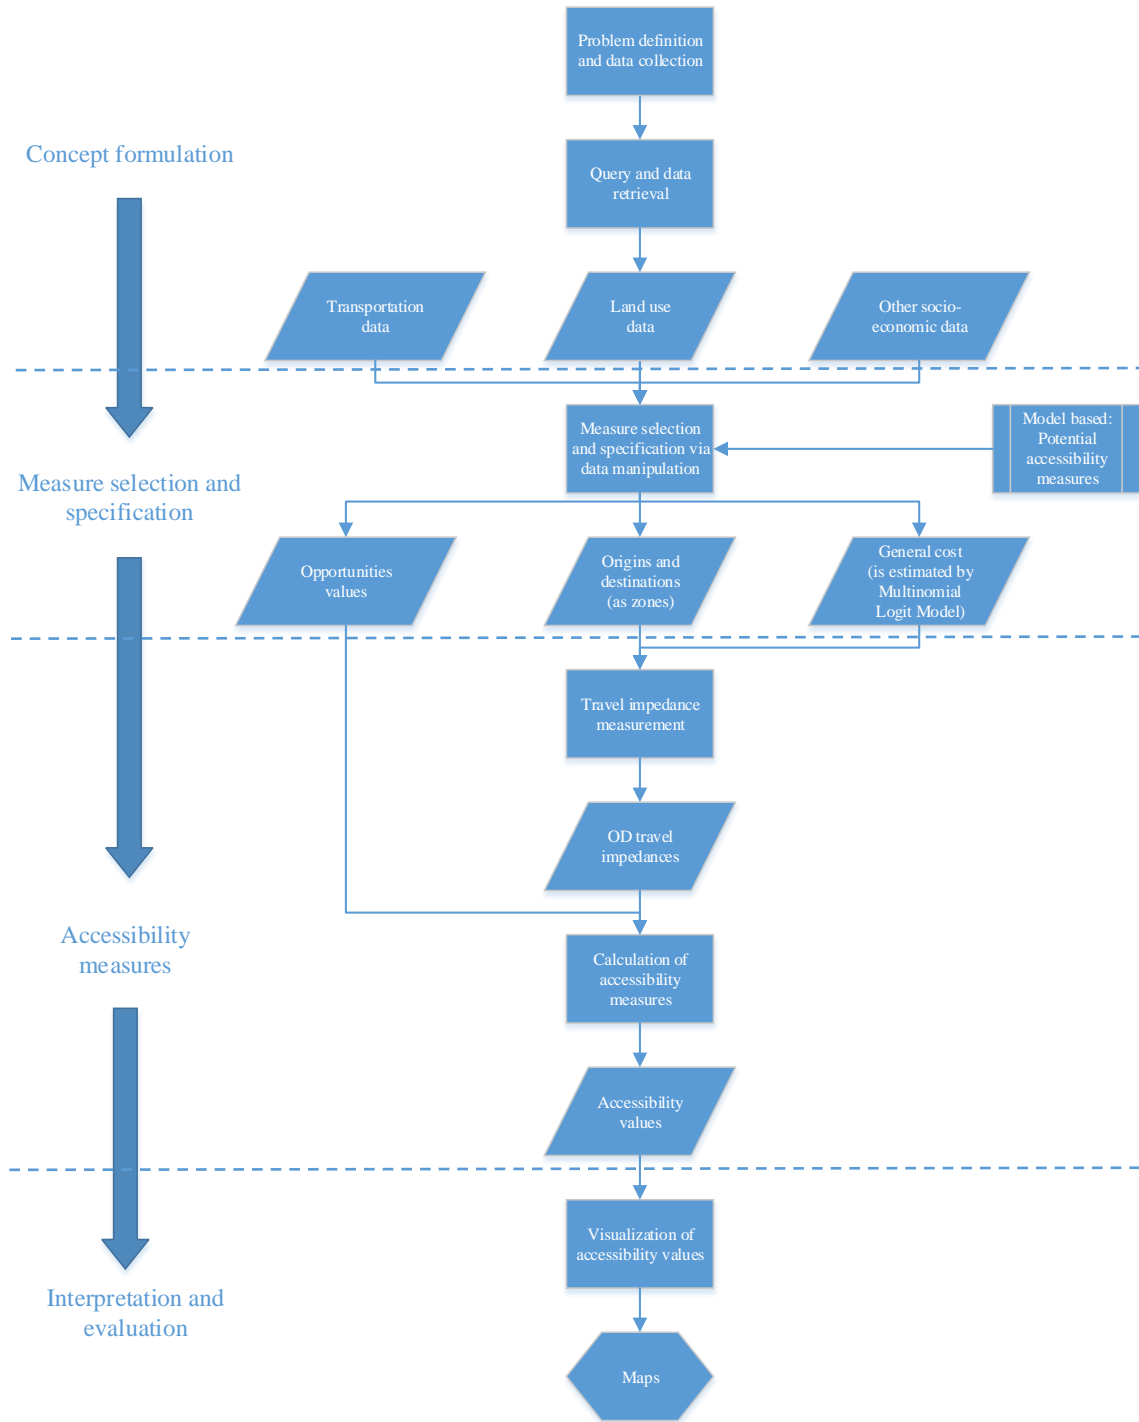 Problem definition
and data collection
Concept formulation
Query and data
retrieval
Transportation
data
Land use
data
Other socio-
economic data
Measure selection
and specification via
data manipulation
Model based:
Potential
accessibility
measures
Measure selection and
specification
Opportunities
values
Origins and
destinations
(as zones)
General cost
(is estimated by
Multinomial
Logit Model)
Travel impedance
measurement
OD travel
impedances
Accessibility
measures
Calculation of
accessibility
measures
Accessibility
values
Visualization of
accessibility values
Interpretation and
evaluation
Maps